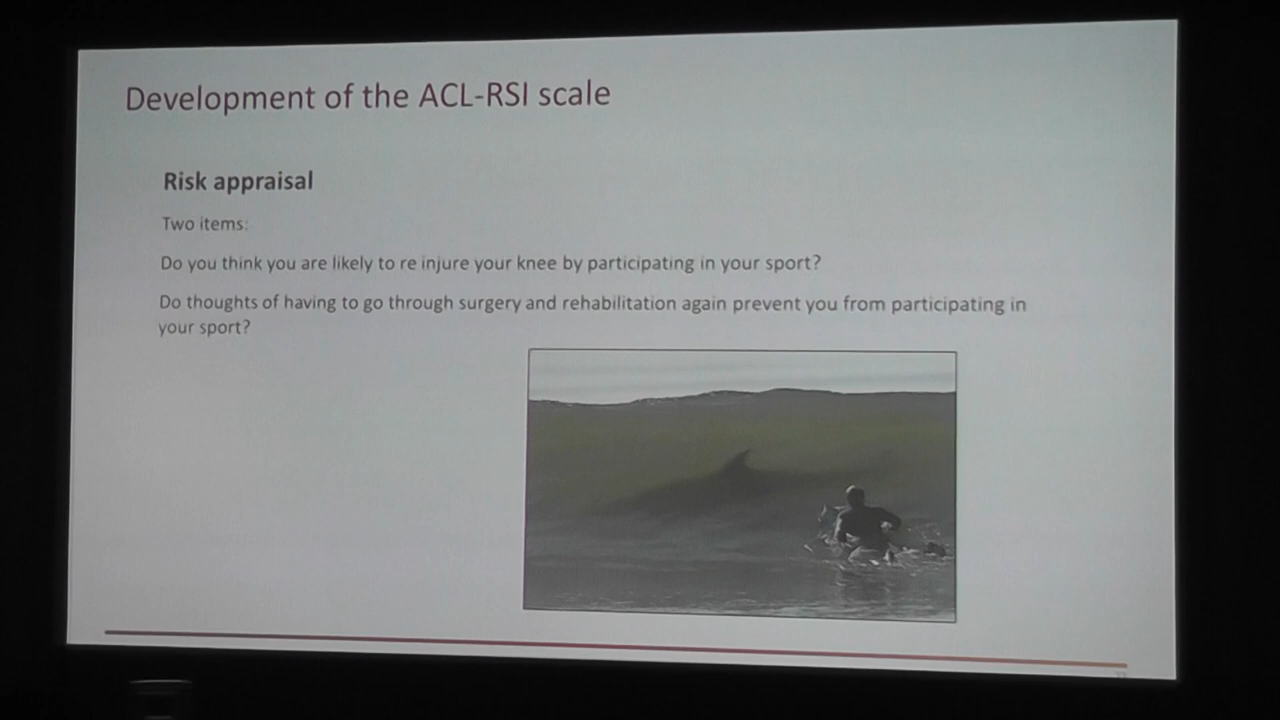 Development of the ACL-RSI scale
Risk appraisal
Two items:
Do you think you are likely to re injure your knee by participating in your sport?
Do thoughts of having to go through surgery and rehabilitation again prevent you from participating in
your sport?